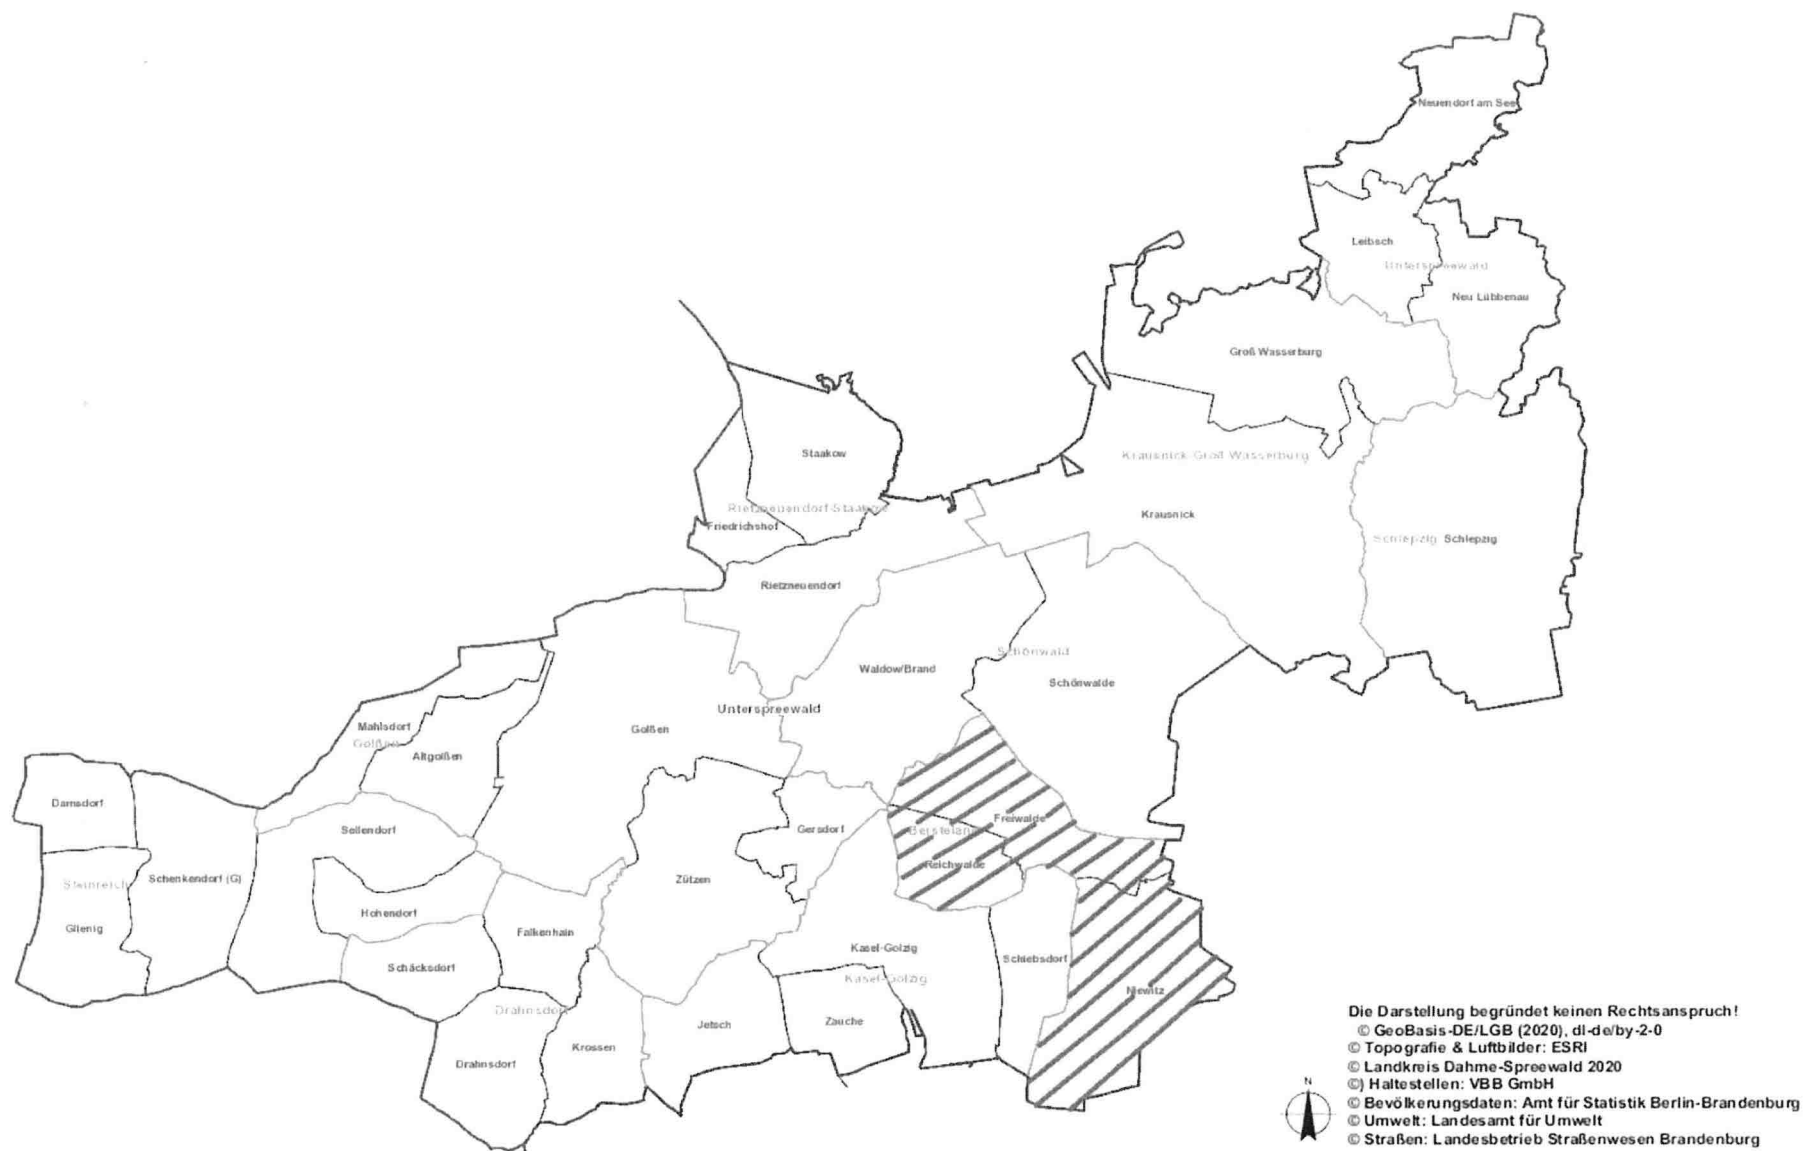 Neuendorf am See
Leibsch
Unterspreewald
Neu Lübbenau
Groß Wasserburg
Staakow
Krausnick-Groß Wasserburg
Rietzneuendorf-Staakow
Krausnick
Friedrichshof
Schlepzig
Schlepzig
Rietzneuendorf
Schönwald
Waldow/Brand
Schönwalde
Unterspreewald
Mahlsdorf
Golßen
Golßen
Altgolßen
Damsdorf
Sellendorf
Gersdorf
Freiwalde
Bersteland
Reichwalde
Steinreich
Schenkendorf (G)
Zützen
Hohendorf
Glienig
Falkenhain
Kasel-Golzig
Schiebsdorf
Schäcksdorf
Kasel-Golzig
Niewitz
Drahnsdorf
Jetsch
Zauche
Krossen
Drahnsdorf
N
Die Darstellung begründet keinen Rechtsanspruch!
© GeoBasis-DE/LGB (2020), dl-de/by-2-0
© Topografie & Luftbilder: ESRI
© Landkreis Dahme-Spreewald 2020
©) Haltestellen: VBB GmbH
© Bevölkerungsdaten: Amt für Statistik Berlin-Brandenburg
© Umwelt: Landesamt für Umwelt
© Straßen: Landesbetrieb Straßenwesen Brandenburg